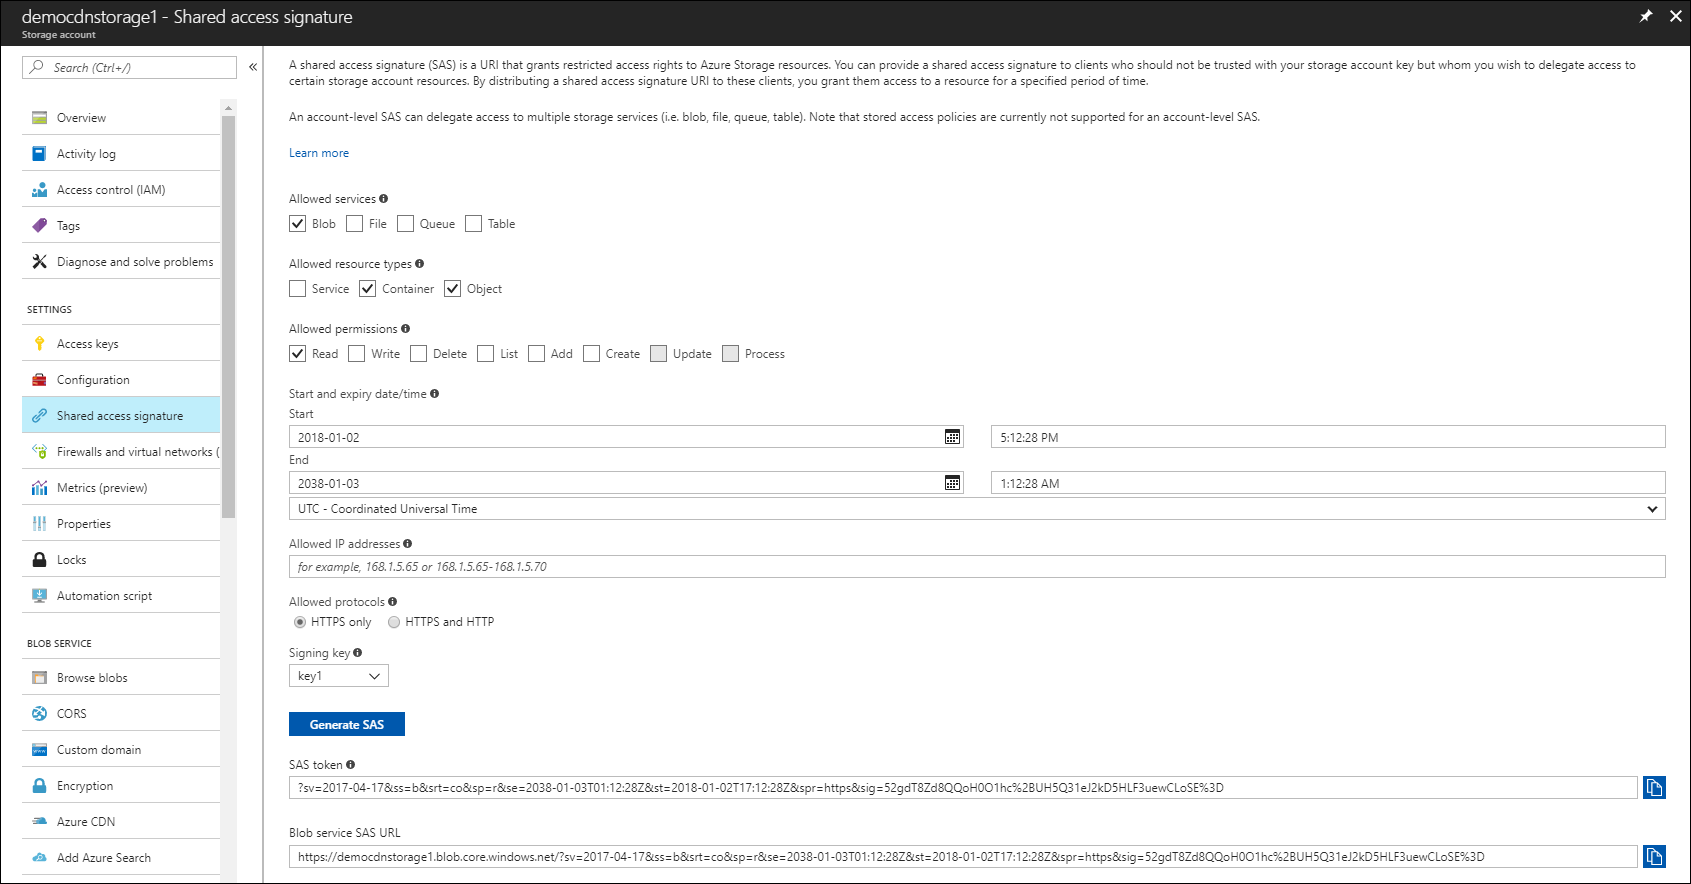 democdnstorage1 - Shared access signature
Storage account
Search (Ctrl+/)
«
Overview
Activity log
Access control (IAM)
Tags
Diagnose and solve problems
SETTINGS
Access keys
Configuration
Shared access signature
Firewalls and virtual networks (
Metrics (preview)
Properties
Locks
Automation script
BLOB SERVICE
Browse blobs
CORS
Custom domain
Encryption
Azure CDN
Add Azure Search
A shared access signature (SAS) is a URI that grants restricted access rights to Azure Storage resources. You can provide a shared access signature to clients who should not be trusted with your storage account key but whom you wish to delegate access to
certain storage account resources. By distributing a shared access signature URI to these clients, you grant them access to a resource for a specified period of time.
An account-level SAS can delegate access to multiple storage services (i.e. blob, file, queue, table). Note that stored access policies are currently not supported for an account-level SAS.
Learn more
Allowed services
Blob File Queue Table
Allowed resource types
Service Container Object
Allowed permissions
Read Write Delete List Add Create Update Process
Start and expiry date/time
Start
2018-01-02 5:12:28 PM
End
2038-01-03 1:12:28 AM
UTC - Coordinated Universal Time
Allowed IP addresses
for example, 168.1.5.65 or 168.1.5.65-168.1.5.70
Allowed protocols
HTTPS only HTTPS and HTTP
Signing key
key1
Generate SAS
SAS token
?sv=2017-04-17&ss=b&srt=co&sp=r&se=2038-01-03T01:12:28Z&st=2018-01-02T17:12:28Z&spr=https&sig=52gdT8Zd8QQoH0O1hc%2BUH5Q31eJ2kD5HLF3uewCLoSE%3D
Blob service SAS URL
https://democdnstorage1.blob.core.windows.net/?sv=2017-04-17&ss=b&srt=co&sp=r&se=2038-01-03T01:12:28Z&st=2018-01-02T17:12:28Z&spr=https&sig=52gdT8Zd8QQoH0O1hc%2BUH5Q31eJ2kD5HLF3uewCLoSE%3D